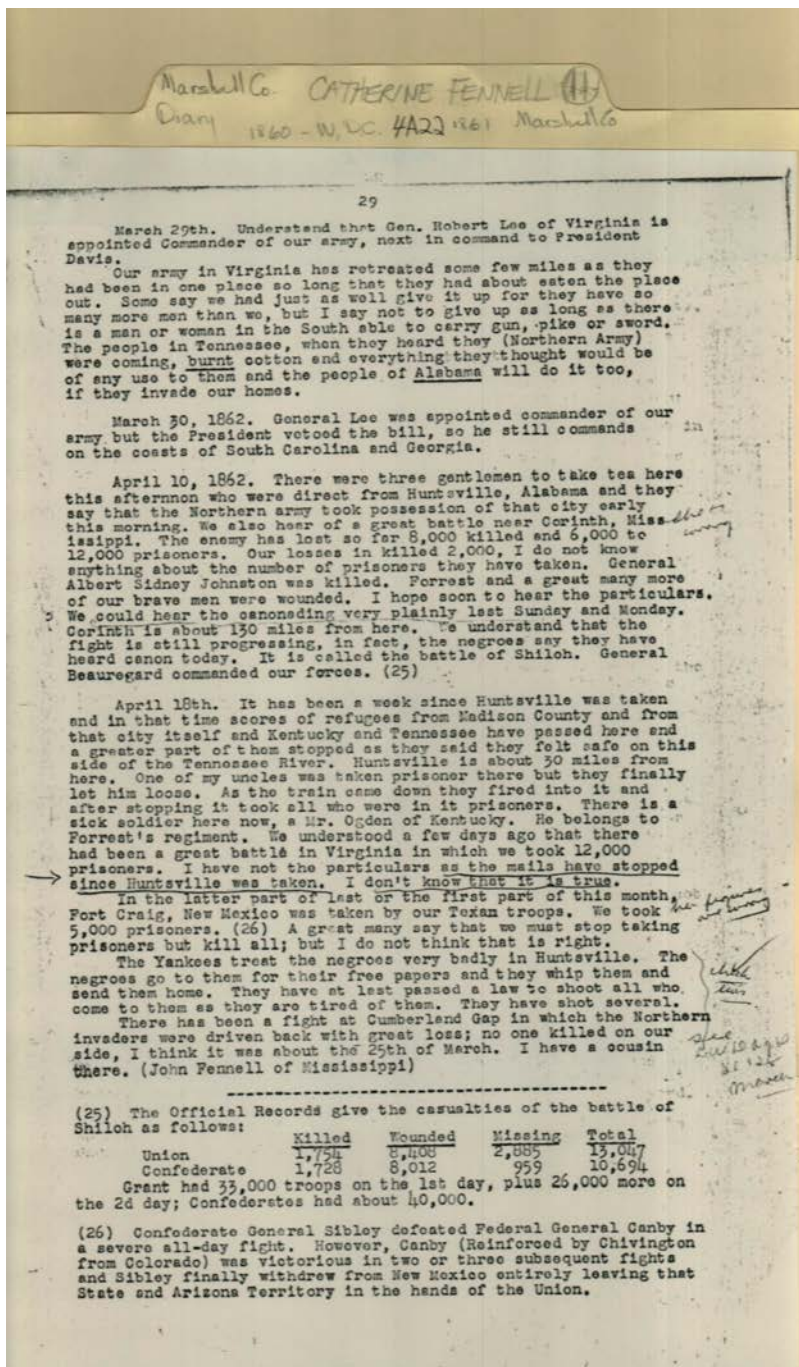 Marshall Co. CATHERINE FENNELL H
Diary 1860 - 4A22 1861 Marshall Co
29
March 29th. Understand that Gen. Robert Lee of Virginia is
appointed Commander of our army, next in command to President
Davis.
Our army in Virginia has retreated some few miles as they
had been in one place so long that they had about eaten the place
out. Some say we had just as well give it up for they have so
many more men than we, but I say not to give up as long as there
is a man or woman in the South able to carry gun, pike or sword.
The people in Tennessee, when they heard they (Northern Army)
were coming, burnt cotton and everything they thought would be
of any use to them and the people of Alabama will do it too,
if they invade our homes.
March 30, 1862. General Lee was appointed commander of our
army but the President vetoed the bill, so he still commands in
on the coasts of South Carolina and Georgia.
April 10, 1862. There were three gentlemen to take tea here
this afternnon who were direct from Huntsville, Alabama and they
say that the Northern army took possession of that city early
this morning. We also hear of a great battle near Corinth, Miss she is
issippi. The enemy has lost so far 8,000 killed and 6,000 to wrong
12,000 prisoners. Our losses in killed 2,000, I do not know
anything about the number of prisoners they have taken. General
Albert Sidney Johnston was killed. Forrest and a great many more
of our brave men were wounded. I hope soon to hear the particulars.
We could hear the canonading very plainly last Sunday and Monday.
Corinth is about 130 miles from here. We understand that the
fight is still progressing, in fact, the negroes say they have
heard canon today. It is called the battle of Shiloh. General
Beauregard commanded our forces. (25)
April 18th. It has been a week since Huntsville was taken
and in that time scores of refugees from Madison County and from
that city itself and Kentucky and Tennessee have passed here and
a greater part of them stopped as they said they felt safe on this
side of the Tennessee River. Huntsville is about 30 miles from
here. One of my uncles was taken prisoner there but they finally
let him loose. As the train came down they fired into it and
after stopping it took all who were in it prisoners. There is a
sick soldier here now, a Mr. Ogden of Kentucky. He belongs to
Forrest's regiment. We understood a few days ago that there
had been a great battle in Virginia in which we took 12,000
prisoners. I have not the particulars as the mails have stopped
since Huntsville was taken. I don't know that it is true.
In the latter part of last or the first part of this month,
Fort Craig, New Mexico was taken by our Texan troops. We took her figures
5,000 prisoners. (26) A great many say that we must stop taking are wrong
prisoners but kill all; but I do not think that is right.
The Yankees treat the negroes very badly in Huntsville. The
negroes go to them for their free papers and they whip them and check
send them home. They have at last passed a law to shoot all who this
come to them as they are tired of them. They have shot several.
There has been a fight at Cumberland Gap in which the Northern
invaders were driven back with great loss; no one killed on our see
side, I think it was about the 25th of March. I have a cousin
there. (John Fennell of Mississippi)
(25) The Official Records give the casualties of the battle of
Shiloh as follows:
Killed Wounded Missing Total
Union 1,754 8,408 2,885 13,047
Confederate 1,728 8,012 959 10,694
Grant had 33,000 troops on the 1st day, plus 26,000 more on
the 2d day; Confederates had about 40,000.
(26) Confederate General Sibley defeated Federal General Canby in
a severe all-day fight. However, Canby (Reinforced by Chivington
from Colorado) was victorious in two or three subsequent fights
and Sibley finally withdrew from New Mexico entirely leaving that
State and Arizona Territory in the hands of the Union.